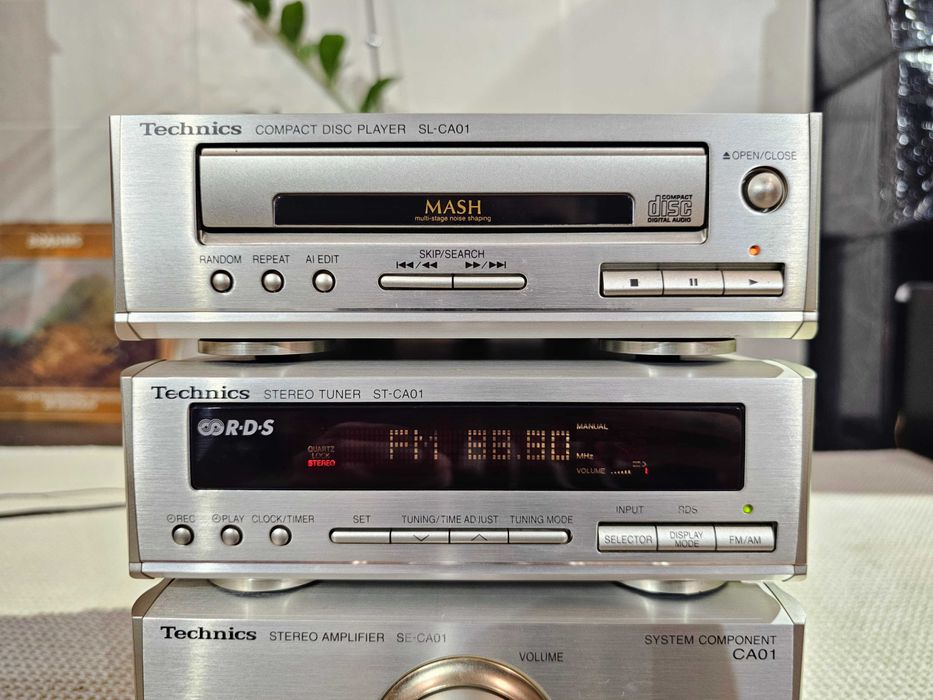 Technics COMPACT DISC PLAYER SL-CA01
OPEN/CLOSE
MASH
multi-stage noise shaping
COMPACT
disc
DIGITAL AUDIO
RANDOM REPEAT AI EDIT
SKIP/SEARCH
Technics STEREO TUNER ST-CA01
R·D·S
MANUAL
QUARTZ
LOCK
STEREO
FM 88.80
MHz
VOLUME
REC PLAY CLOCK/TIMER SET TUNING/TIME ADJUST TUNING MODE
INPUT RDS
SELECTOR
DISPLAY
MODE
FM/AM
Technics STEREO AMPLIFIER SE-CA01
SYSTEM COMPONENT
CA01
VOLUME